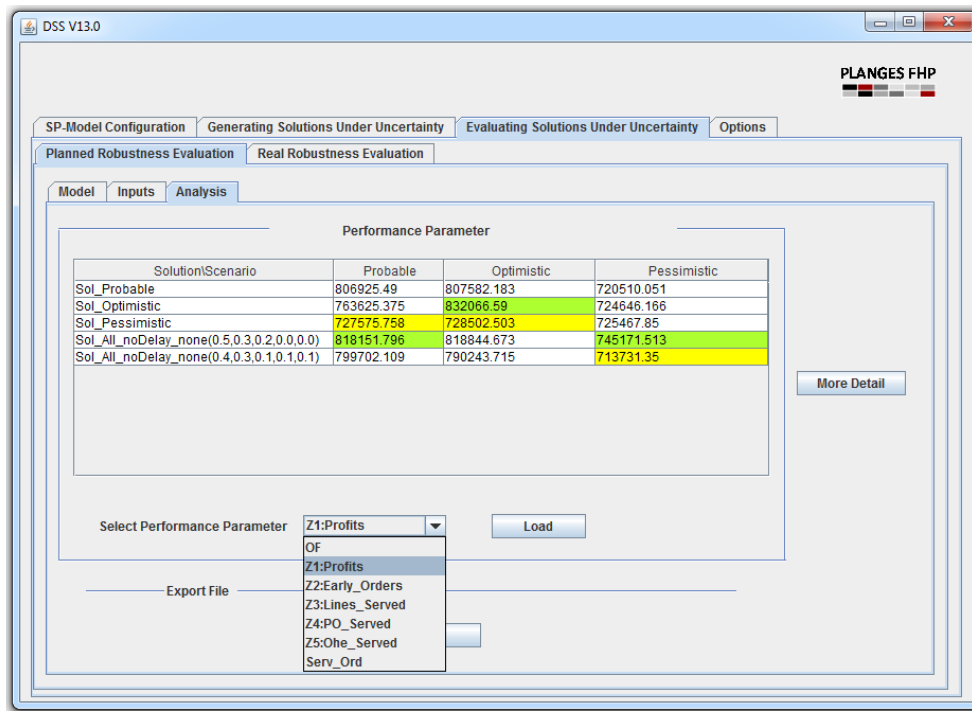 DSS V13.0
PLANGES FHP
SP-Model Configuration Generating Solutions Under Uncertainty Evaluating Solutions Under Uncertainty Options
Planned Robustness Evaluation Real Robustness Evaluation
Model Inputs Analysis
Performance Parameter
Solution\Scenario Probable Optimistic Pessimistic
Sol_Probable 806925.49 807582.183 720510.051
Sol_Optimistic 763625.375 832066.59 724646.166
Sol_Pessimistic 727575.758 728502.503 725467.85
Sol_All_noDelay_none(0.5,0.3,0.2,0.0,0.0) 818151.796 818844.673 745171.513
Sol_All_noDelay_none(0.4,0.3,0.1,0.1,0.1) 799702.109 790243.715 713731.35
More Detail
Select Performance Parameter Z1:Profits Load
OF
Z1:Profits
Z2:Early_Orders
Export File
Z3:Lines_Served
Z4:PO_Served
Z5:Ohe_Served
Serv_Ord